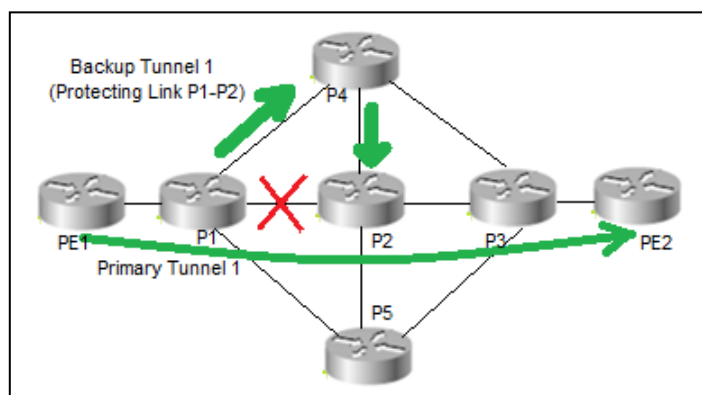 Backup Tunnel 1
(Protecting Link P1-P2)
P4
PE1
P1
P2
P3
PE2
Primary Tunnel 1
P5